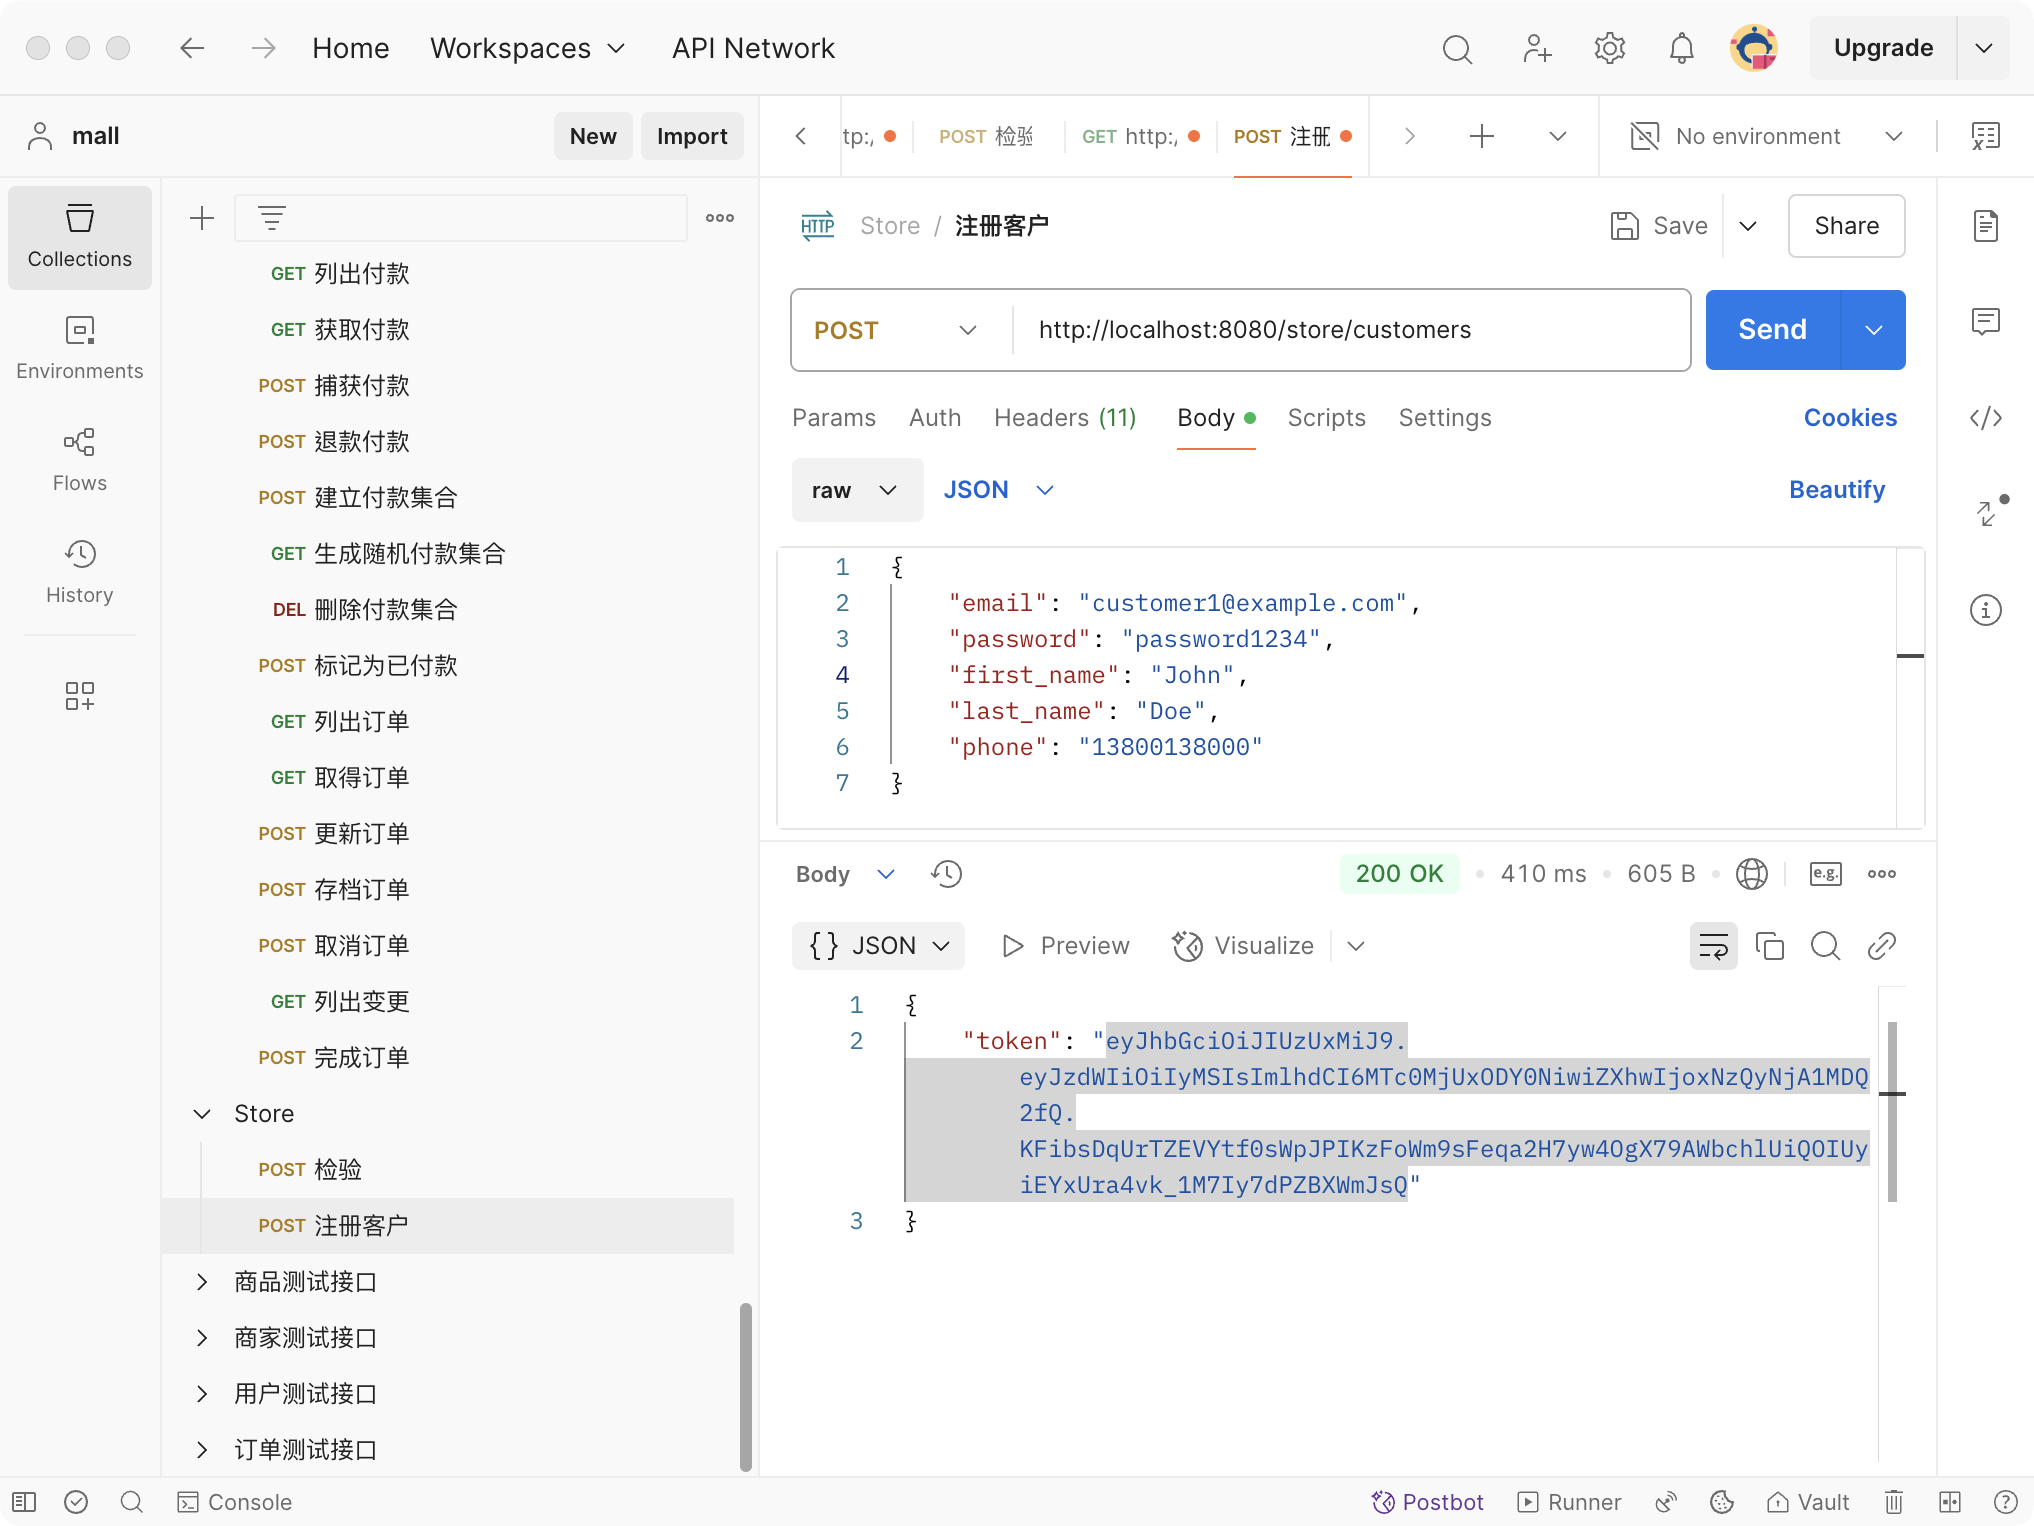 Home Workspaces API Network Upgrade
mall New Import
tp:/ POST 检验 GET http:/ POST 注册 No environment
Collections
Environments
Flows
History
GET 列出付款
GET 获取付款
POST 捕获付款
POST 退款付款
POST 建立付款集合
GET 生成随机付款集合
DEL 删除付款集合
POST 标记为已付款
GET 列出订单
GET 取得订单
POST 更新订单
POST 存档订单
POST 取消订单
GET 列出变更
POST 完成订单
Store
POST 检验
POST 注册客户
商品测试接口
商家测试接口
用户测试接口
订单测试接口
HTTP Store / 注册客户 Save Share
POST http://localhost:8080/store/customers Send
Params Auth Headers (11) Body Scripts Settings Cookies
raw JSON Beautify
1 {
2 "email": "customer1@example.com",
3 "password": "password1234",
4 "first_name": "John",
5 "last_name": "Doe",
6 "phone": "13800138000"
7 }
Body 200 OK 410 ms 605 B e.g.
{} JSON Preview Visualize
1 {
2 "token": "eyJhbGciOiJIUzUxMiJ9.
eyJzdWIiOiIyMSIsImlhdCI6MTc0MjUxODY0NiwiZXhwIjoxNzQyNjA1MDQ
2fQ.
KFibsDqUrTZEVYtf0sWpJPIKzFoWm9sFeqa2H7yw4OgX79AWbchlUiQOIUy
iEYxUra4vk_1M7Iy7dPZBXWmJsQ"
3 }
Console Postbot Runner Vault